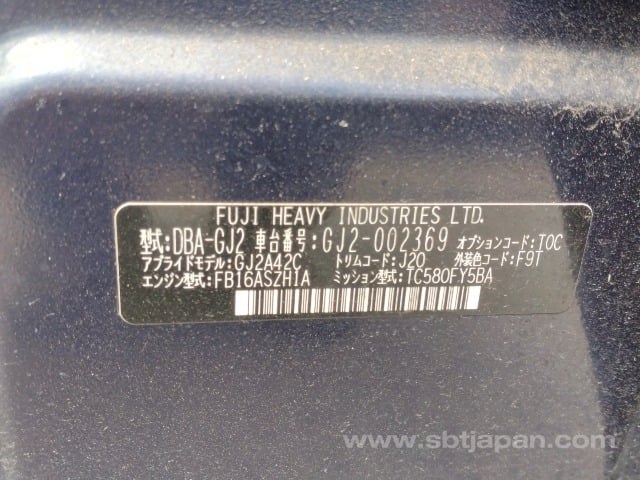 FUJI HEAVY INDUSTRIES LTD.
型式:DBA-GJ2 車台番号:GJ2-002369 オプションコード:TOC
アプライドモデル:GJ2A42C トリムコード:J20 外装色コード:F9T
エンジン型式:FB16ASZH1A ミッション型式:TC580FY5BA
www.sbtjapan.com